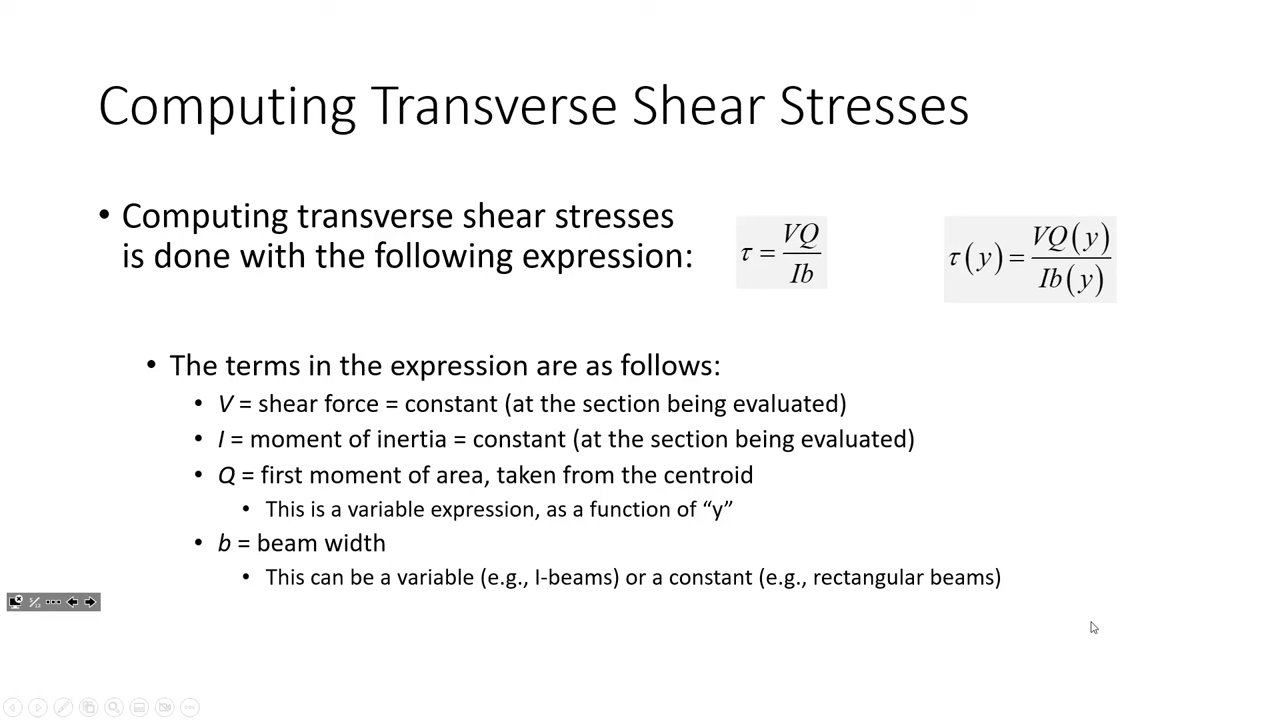 Computing Transverse Shear Stresses
• Computing transverse shear stresses
is done with the following expression:
τ = VQ / Ib
τ(y) = VQ(y) / Ib(y)
• The terms in the expression are as follows:
• V = shear force = constant (at the section being evaluated)
• I = moment of inertia = constant (at the section being evaluated)
• Q = first moment of area, taken from the centroid
• This is a variable expression, as a function of “y”
• b = beam width
• This can be a variable (e.g., I-beams) or a constant (e.g., rectangular beams)
5/12